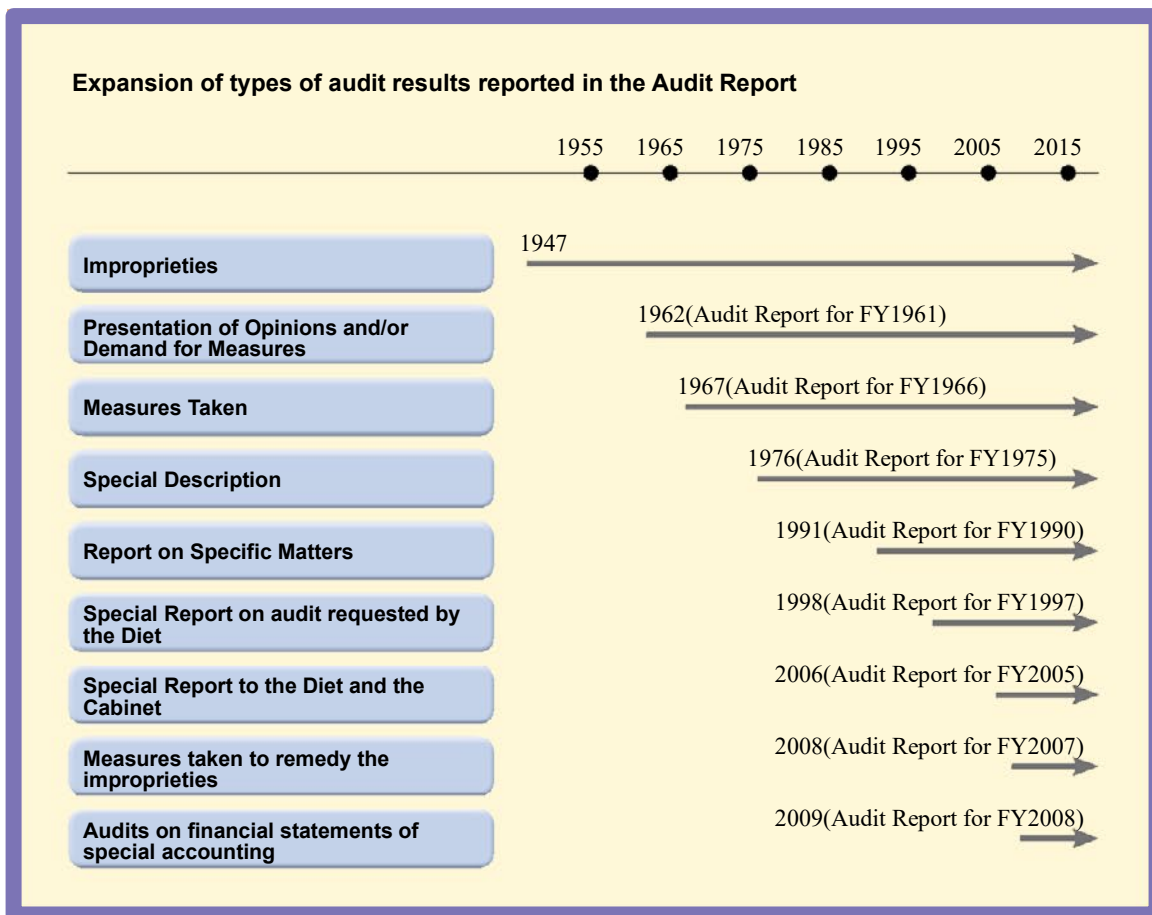 Expansion of types of audit results reported in the Audit Report
1955 1965 1975 1985 1995 2005 2015
Improprieties
1947
Presentation of Opinions and/or
Demand for Measures
1962(Audit Report for FY1961)
Measures Taken
1967(Audit Report for FY1966)
Special Description
1976(Audit Report for FY1975)
Report on Specific Matters
1991(Audit Report for FY1990)
Special Report on audit requested by
the Diet
1998(Audit Report for FY1997)
Special Report to the Diet and the
Cabinet
2006(Audit Report for FY2005)
Measures taken to remedy the
improprieties
2008(Audit Report for FY2007)
Audits on financial statements of
special accounting
2009(Audit Report for FY2008)